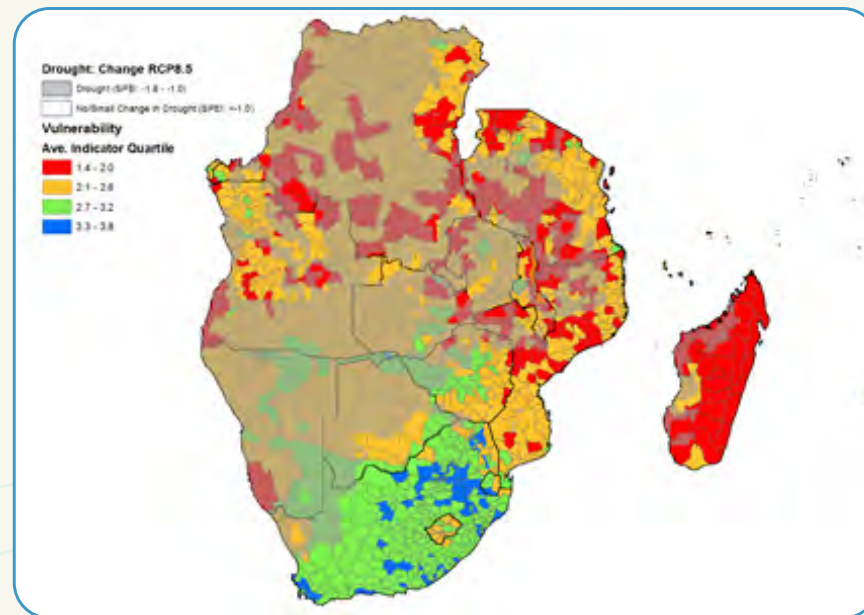 Drought: Change RCP8.5
Drought (SPEI: -1.8 - -1.0)
No/Small Change in Drought (SPEI: >-1.0)
Vulnerability
Ave. Indicator Quartile
1.4 - 2.0
2.1 - 2.6
2.7 - 3.2
3.3 - 3.8